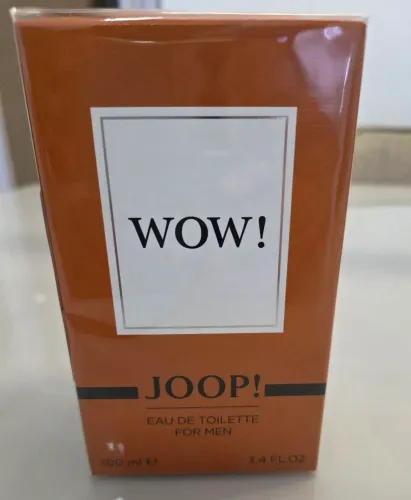 WOW!
JOOP!
EAU DE TOILETTE
FOR MEN
100 ml e 3.4 FL.OZ